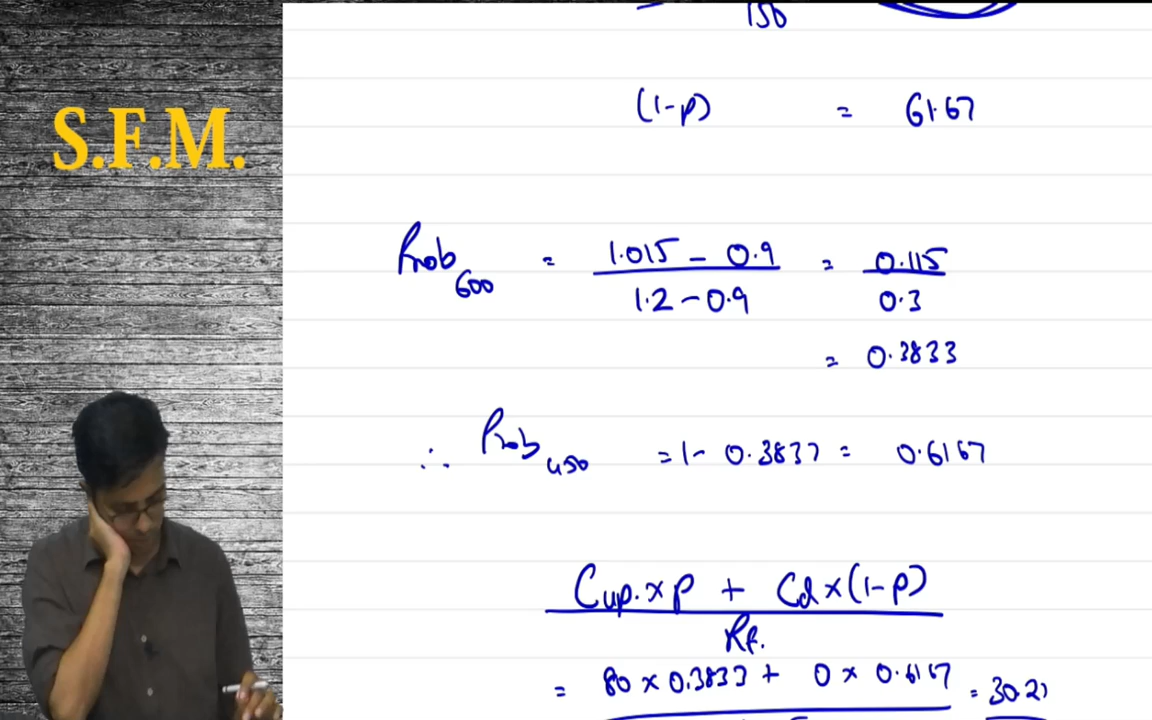 S.F.M.
150
(1-p) = 61.67
Prob600 = 1.015 - 0.9 / 1.2 - 0.9 = 0.115 / 0.3
= 0.3833
∴ Prob450 = 1 - 0.3833 = 0.6167
Cup. x p + Cd x (1-p)
Rf.
= 80 x 0.3833 + 0 x 0.6167 = 30.21